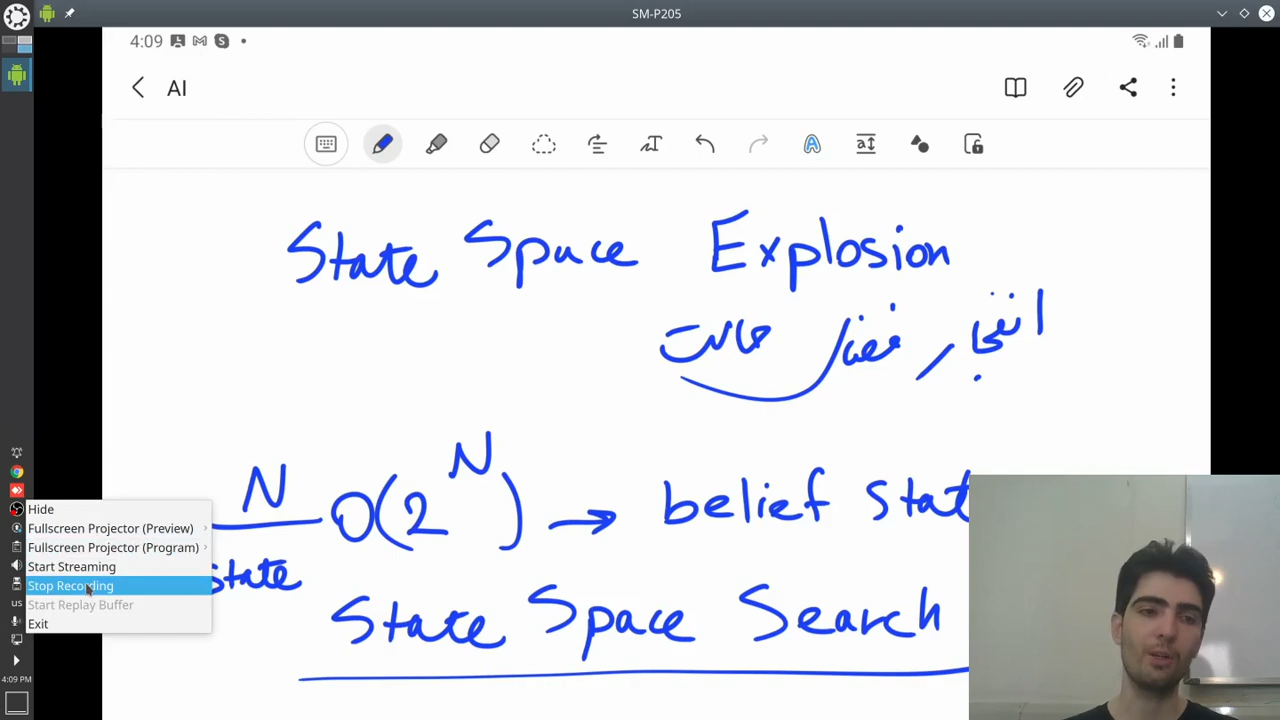 SM-P205
4:09
AI
State Space Explosion
انفجار فضای حالت
N
N O(2 ) → belief stat
state
State Space Search
Hide
Fullscreen Projector (Preview)
Fullscreen Projector (Program)
Start Streaming
Stop Recording
Start Replay Buffer
Exit
us
4:09 PM